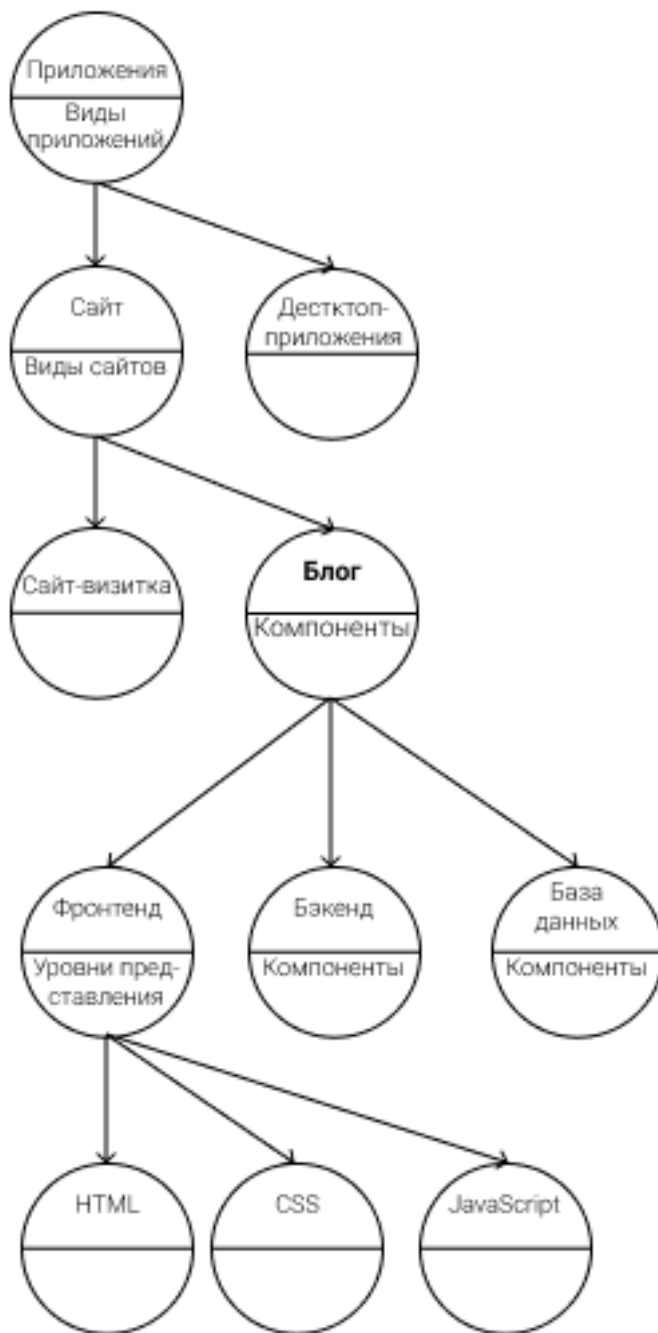 Приложения
Виды
приложений
Сайт
Виды сайтов
Дестктоп-
приложения
Сайт-визитка
Блог
Компоненты
Фронтенд
Уровни пред-
ставления
Бэкенд
Компоненты
База
данных
Компоненты
HTML
CSS
JavaScript